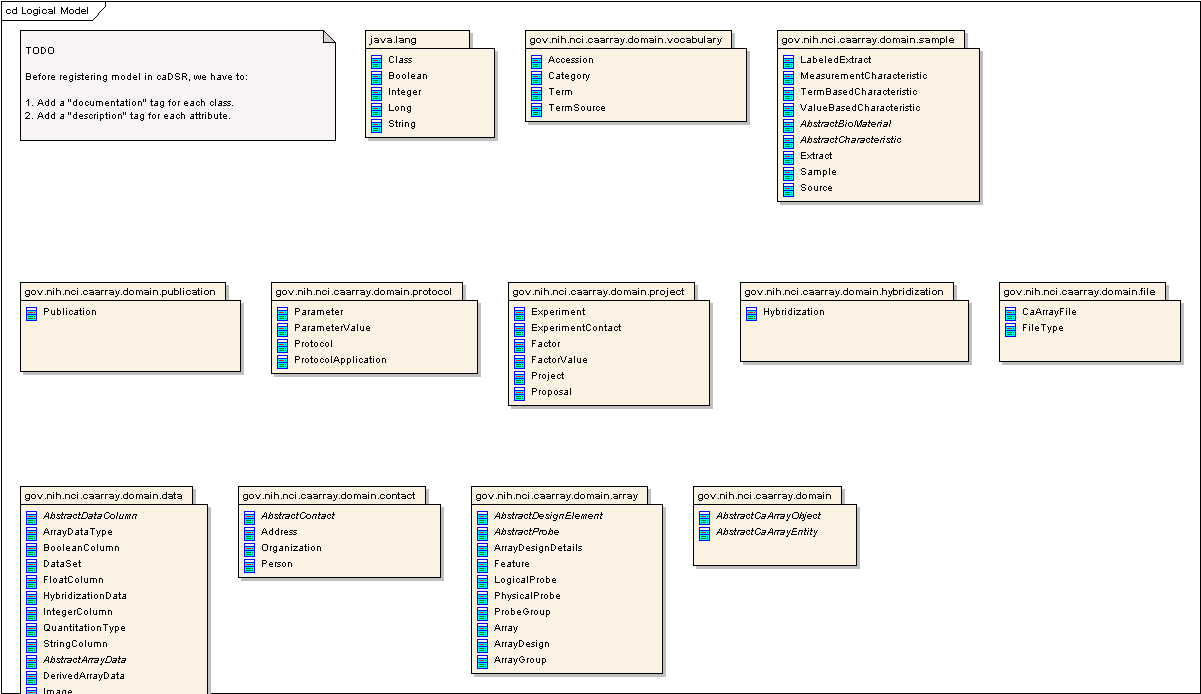 cd Logical Model
TODO
Before registering model in caDSR, we have to:
1. Add a "documentation" tag for each class.
2. Add a "description" tag for each attribute.
java.lang
Class
Boolean
Integer
Long
String
gov.nih.nci.caarray.domain.vocabulary
Accession
Category
Term
TermSource
gov.nih.nci.caarray.domain.sample
LabeledExtract
MeasurementCharacteristic
TermBasedCharacteristic
ValueBasedCharacteristic
AbstractBioMaterial
AbstractCharacteristic
Extract
Sample
Source
gov.nih.nci.caarray.domain.publication
Publication
gov.nih.nci.caarray.domain.protocol
Parameter
ParameterValue
Protocol
ProtocolApplication
gov.nih.nci.caarray.domain.project
Experiment
ExperimentContact
Factor
FactorValue
Project
Proposal
gov.nih.nci.caarray.domain.hybridization
Hybridization
gov.nih.nci.caarray.domain.file
CaArrayFile
FileType
gov.nih.nci.caarray.domain.data
AbstractDataColumn
ArrayDataType
BooleanColumn
DataSet
FloatColumn
HybridizationData
IntegerColumn
QuantitationType
StringColumn
AbstractArrayData
DerivedArrayData
Image
gov.nih.nci.caarray.domain.contact
AbstractContact
Address
Organization
Person
gov.nih.nci.caarray.domain.array
AbstractDesignElement
AbstractProbe
ArrayDesignDetails
Feature
LogicalProbe
PhysicalProbe
ProbeGroup
Array
ArrayDesign
ArrayGroup
gov.nih.nci.caarray.domain
AbstractCaArrayObject
AbstractCaArrayEntity